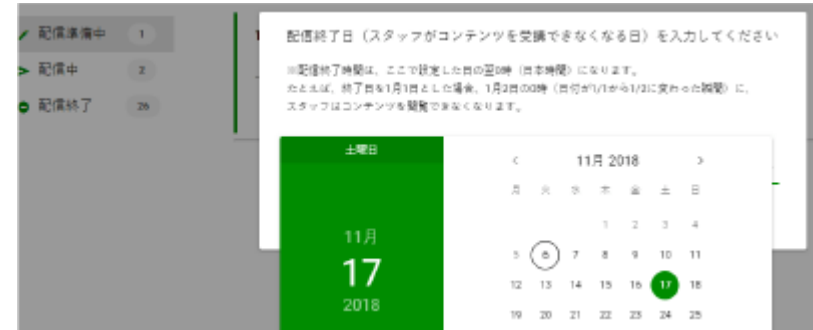 配信準備中 1
配信中 2
配信終了 26
配信終了日（スタッフがコンテンツを受講できなくなる日）を入力してください
※配信終了時間は、ここで設定した日の翌0時（日本時間）になります。
たとえば、終了日を1月1日とした場合、1月2日の0時（日付が1/1から1/2に変わった瞬間）に、
スタッフはコンテンツを閲覧できなくなります。
土曜日
11月
17
2018
< 11月 2018 >
月 火 水 木 金 土 日
1 2 3 4
5 6 7 8 9 10 11
12 13 14 15 16 17 18
19 20 21 22 23 24 25